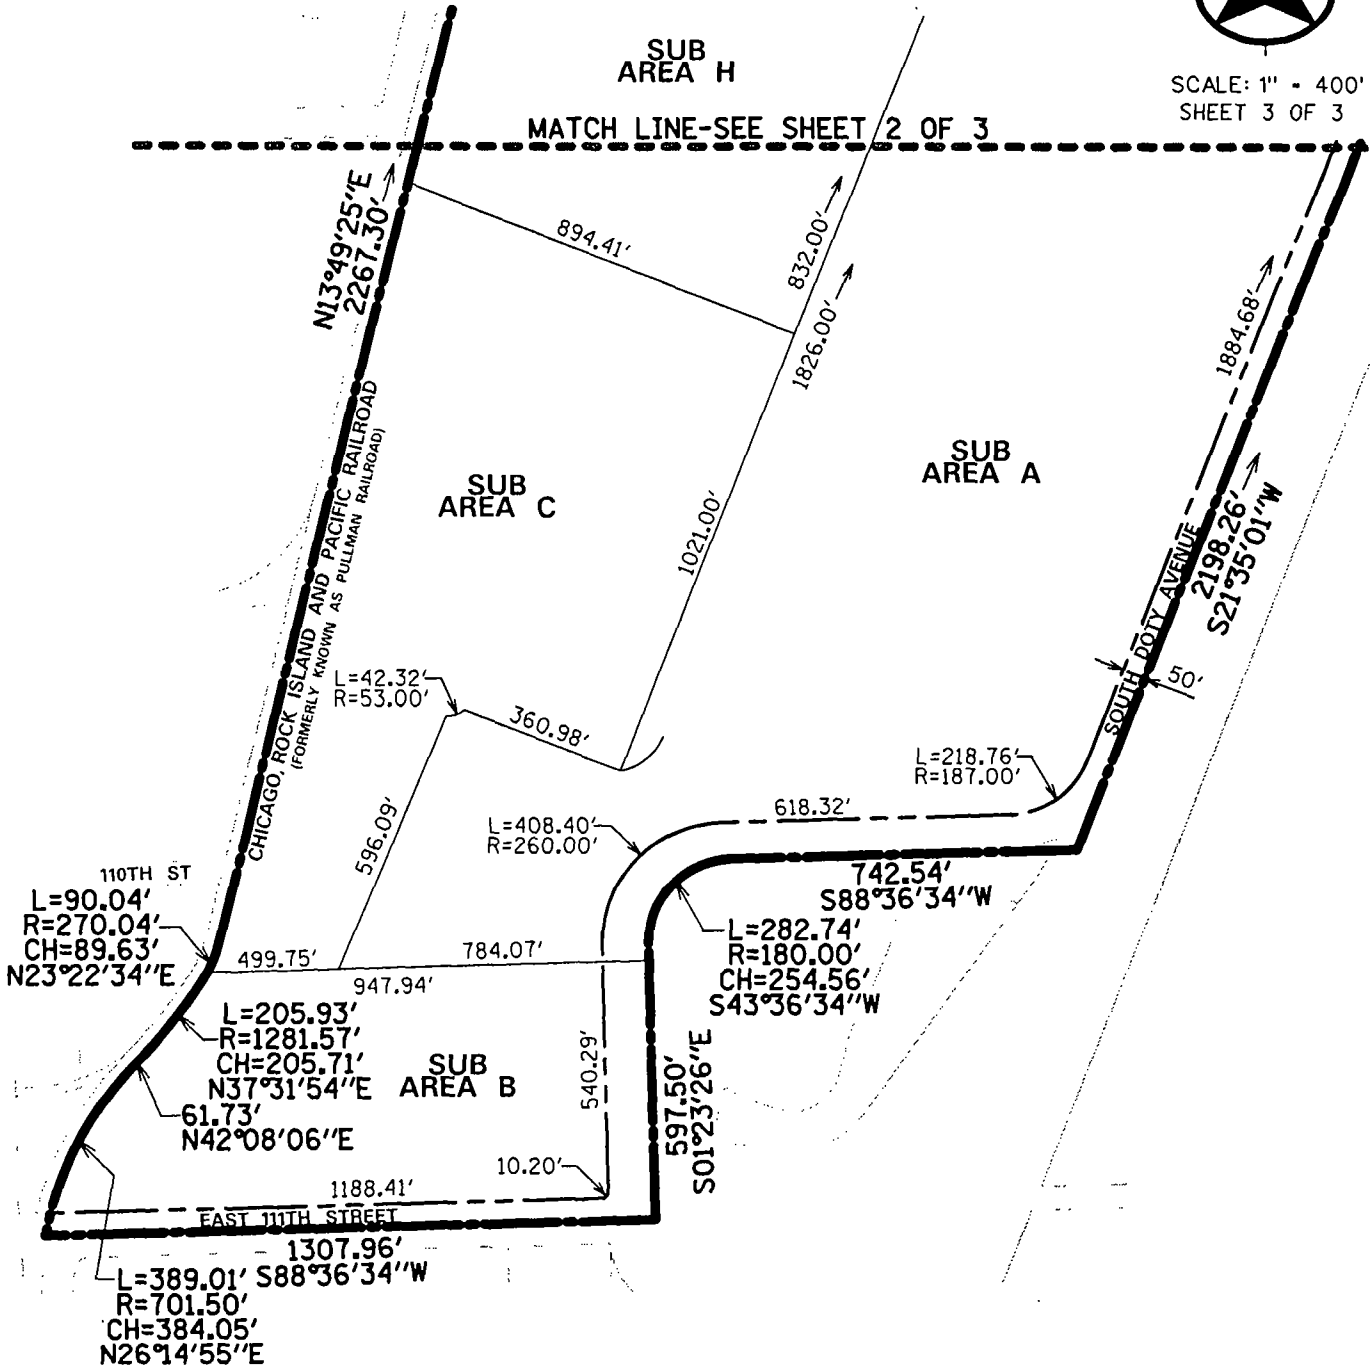 SUB
AREA H
SCALE: 1" - 400'
SHEET 3 OF 3
MATCH LINE-SEE SHEET 2 OF 3
N13°49'25"E
2267.30'
894.41'
832.00'
1826.00'
1884.68'
CHICAGO, ROCK ISLAND AND PACIFIC RAILROAD
(FORMERLY KNOWN AS PULLMAN RAILROAD)
SUB
AREA C
SUB
AREA A
1021.00'
2198.26'
S21°35'01"W
SOUTH DOTY AVENUE
50'
L=42.32'
R=53.00'
360.98'
596.09'
L=218.76'
R=187.00'
618.32'
L=408.40'
R=260.00'
742.54'
S88°36'34"W
110TH ST
L=90.04'
R=270.04'
CH=89.63'
N23°22'34"E
499.75'
784.07'
947.94'
L=282.74'
R=180.00'
CH=254.56'
S43°36'34"W
L=205.93'
R=1281.57'
CH=205.71'
N37°31'54"E
SUB
AREA B
540.29'
597.50'
S01°23'26"E
61.73'
N42°08'06"E
10.20'
1188.41'
EAST 111TH STREET
1307.96'
S88°36'34"W
L=389.01'
R=701.50'
CH=384.05'
N26°14'55"E